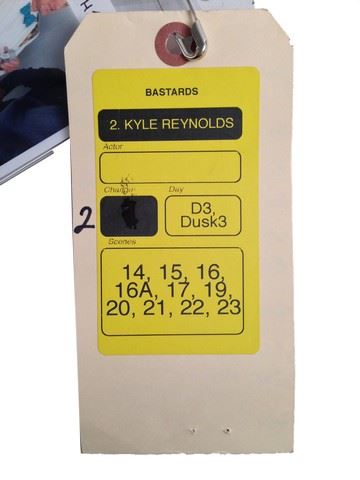 BASTARDS
2. KYLE REYNOLDS
Actor
Change
Day
2
D3,
Dusk3
Scenes
14, 15, 16,
16A, 17, 19,
20, 21, 22, 23